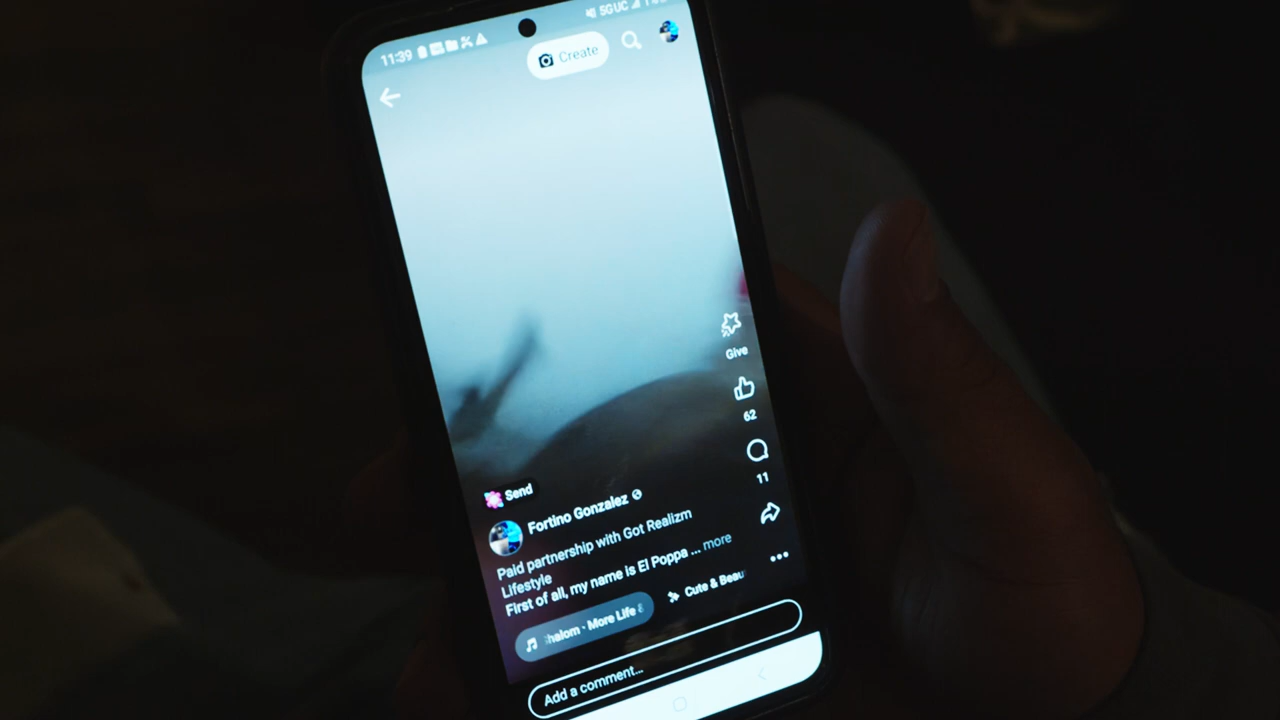 11:39
5G UC
Create
Give
62
11
Send
Fortino Gonzalez
Paid partnership with Got Realizm
Lifestyle
First of all, my name is El Poppa ... more
halom · More Life &
Cute & Beau
Add a comment...